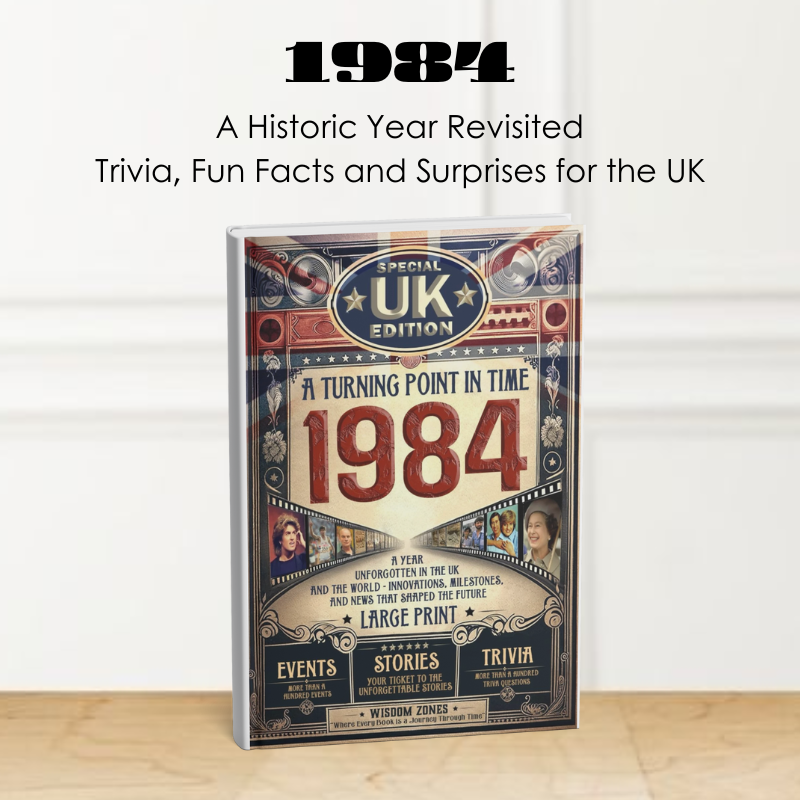 1984
A Historic Year Revisited
Trivia, Fun Facts and Surprises for the UK
SPECIAL
UK
EDITION
A TURNING POINT IN TIME
1984
A YEAR
UNFORGOTTEN IN THE UK
AND THE WORLD - INNOVATIONS, MILESTONES,
AND NEWS THAT SHAPED THE FUTURE
LARGE PRINT
EVENTS
MORE THAN A
HUNDRED EVENTS
STORIES
YOUR TICKET TO THE
UNFORGETTABLE STORIES
TRIVIA
MORE THAN A HUNDRED
TRIVIA QUESTIONS
WISDOM ZONES
"Where Every Book is a Journey Through Time"